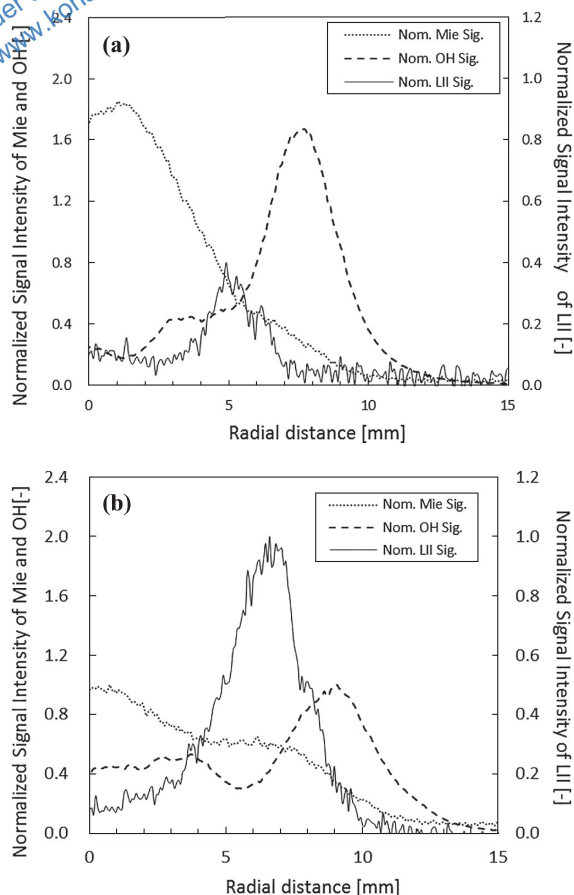 der
www.kons
Normalized Signal Intensity of Mie and OH [-]
2.4
2.0
1.6
1.2
0.8
0.4
0.0
(a)
Nom. Mie Sig.
Nom. OH Sig.
Nom. LII Sig.
1.2
1.0
0.8
0.6
0.4
0.2
0.0
Normalized Signal Intensity of LII [-]
0 5 10 15
Radial distance [mm]
Normalized Signal Intensity of Mie and OH[-]
2.4
2.0
1.6
1.2
0.8
0.4
0.0
(b)
Nom. Mie Sig.
Nom. OH Sig.
Nom. LII Sig.
1.2
1.0
0.8
0.6
0.4
0.2
0.0
Normalized Signal Intensity of LII [-]
0 5 10 15
Radial distance [mm]